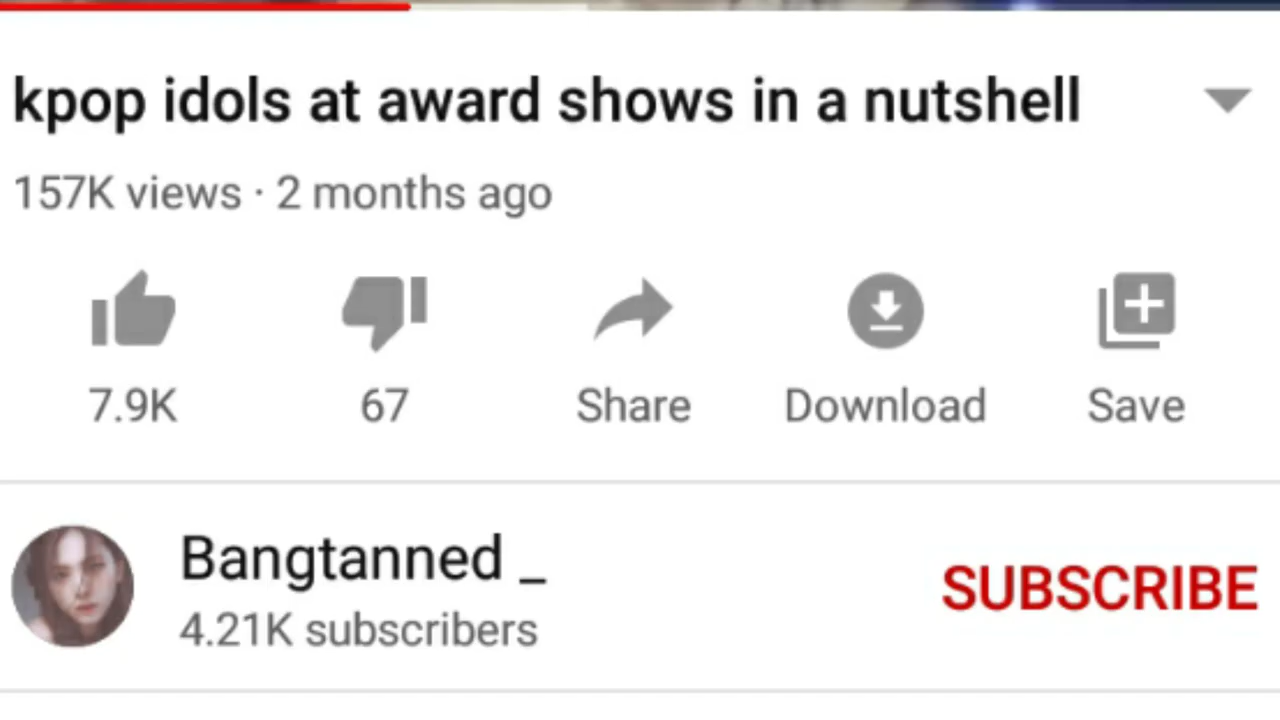 kpop idols at award shows in a nutshell
157K views · 2 months ago
7.9K 67 Share Download Save
Bangtanned _
4.21K subscribers
SUBSCRIBE